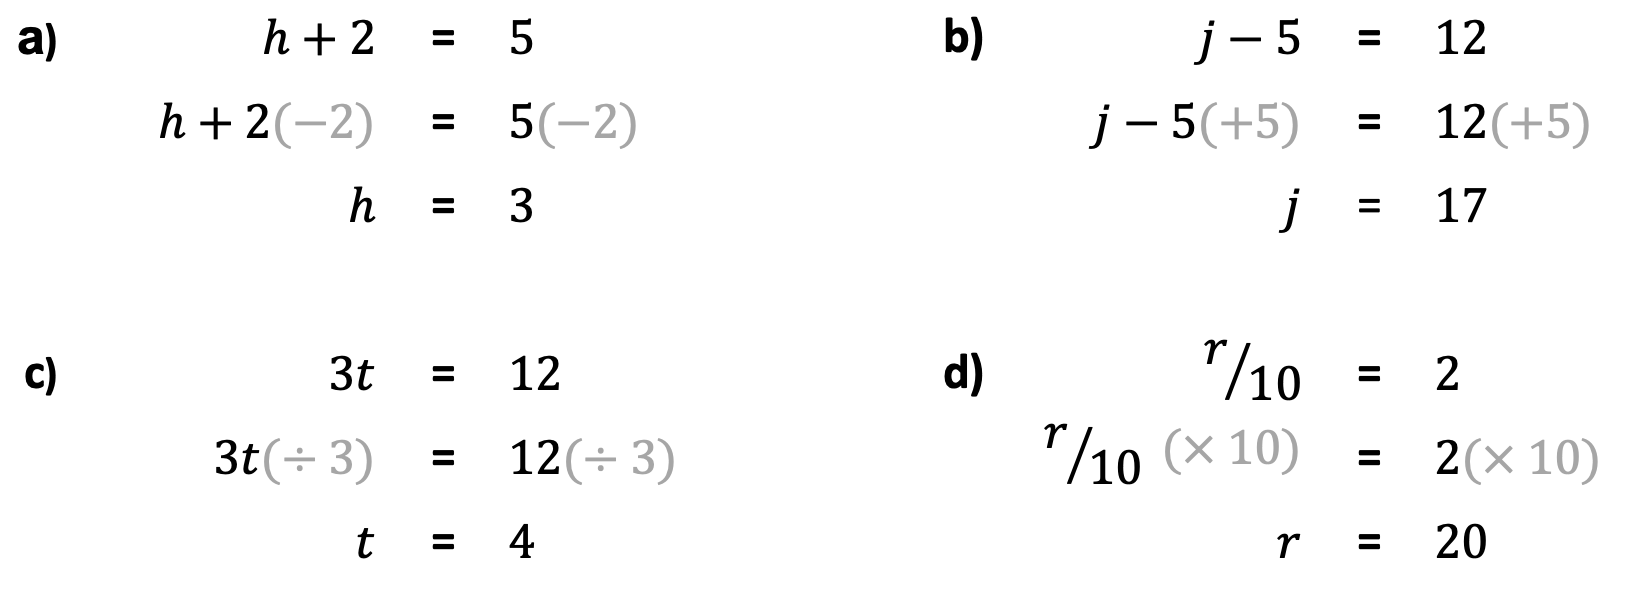 a) h + 2 = 5
h + 2(−2) = 5(−2)
h = 3
b) j − 5 = 12
j − 5(+5) = 12(+5)
j = 17
c) 3t = 12
3t(÷ 3) = 12(÷ 3)
t = 4
d) r/10 = 2
r/10 (× 10) = 2(× 10)
r = 20